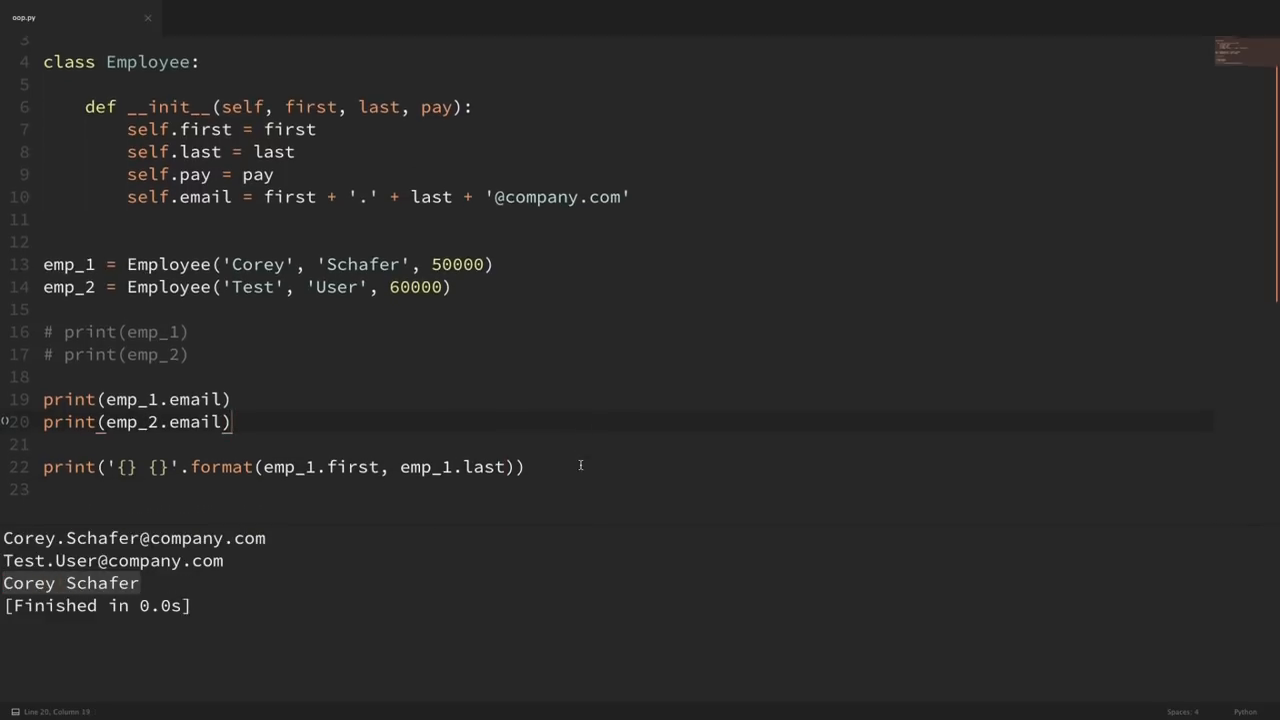 oop.py ×
3
4 class Employee:
5
6     def __init__(self, first, last, pay):
7         self.first = first
8         self.last = last
9         self.pay = pay
10         self.email = first + '.' + last + '@company.com'
11
12
13 emp_1 = Employee('Corey', 'Schafer', 50000)
14 emp_2 = Employee('Test', 'User', 60000)
15
16 # print(emp_1)
17 # print(emp_2)
18
19 print(emp_1.email)
()20 print(emp_2.email)
21
22 print('{} {}'.format(emp_1.first, emp_1.last))
23
Corey.Schafer@company.com
Test.User@company.com
Corey Schafer
[Finished in 0.0s]
Line 20, Column 19 Spaces: 4 Python